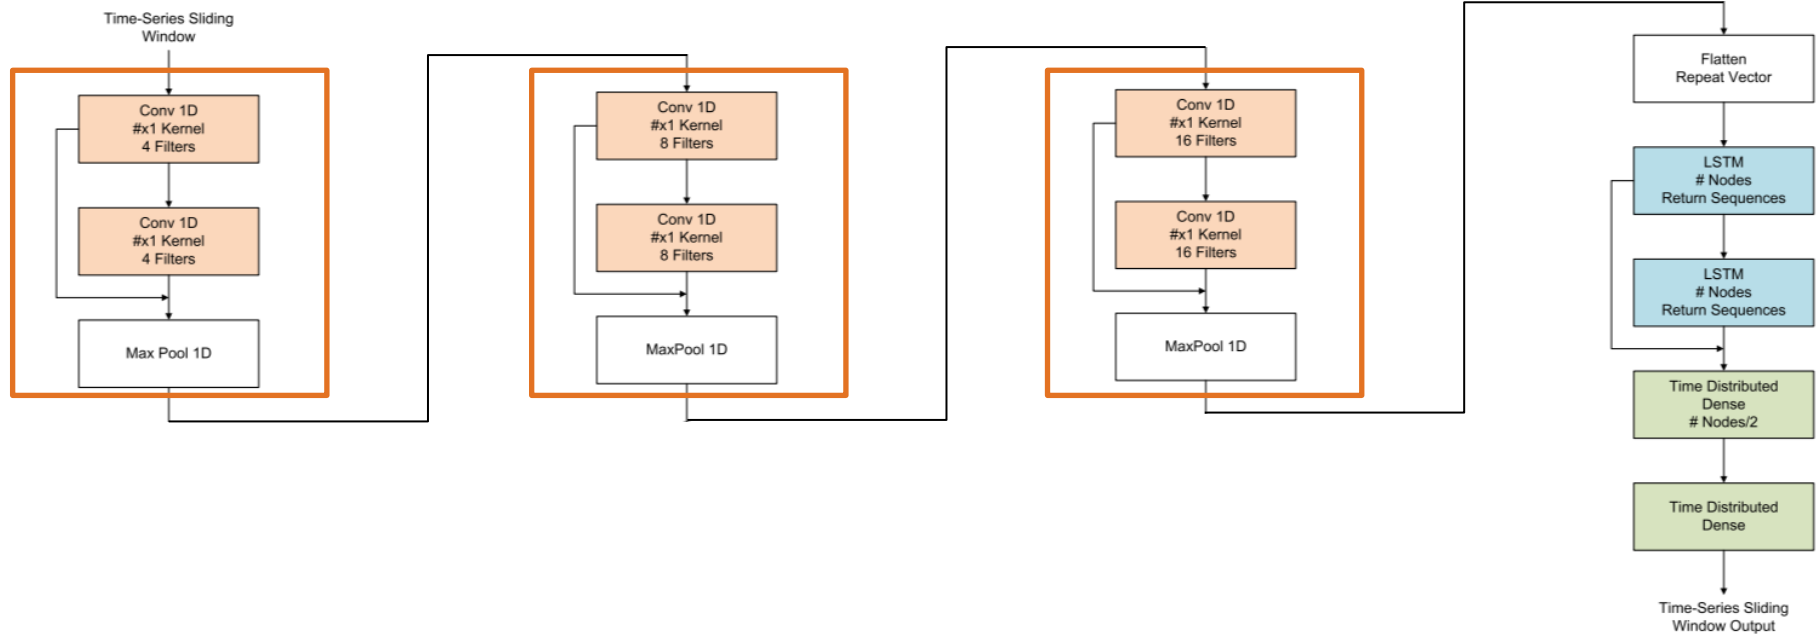 Time-Series Sliding
Window
Conv 1D
#x1 Kernel
4 Filters
Conv 1D
#x1 Kernel
4 Filters
Max Pool 1D
Conv 1D
#x1 Kernel
8 Filters
Conv 1D
#x1 Kernel
8 Filters
MaxPool 1D
Conv 1D
#x1 Kernel
16 Filters
Conv 1D
#x1 Kernel
16 Filters
MaxPool 1D
Flatten
Repeat Vector
LSTM
# Nodes
Return Sequences
LSTM
# Nodes
Return Sequences
Time Distributed
Dense
# Nodes/2
Time Distributed
Dense
Time-Series Sliding
Window Output